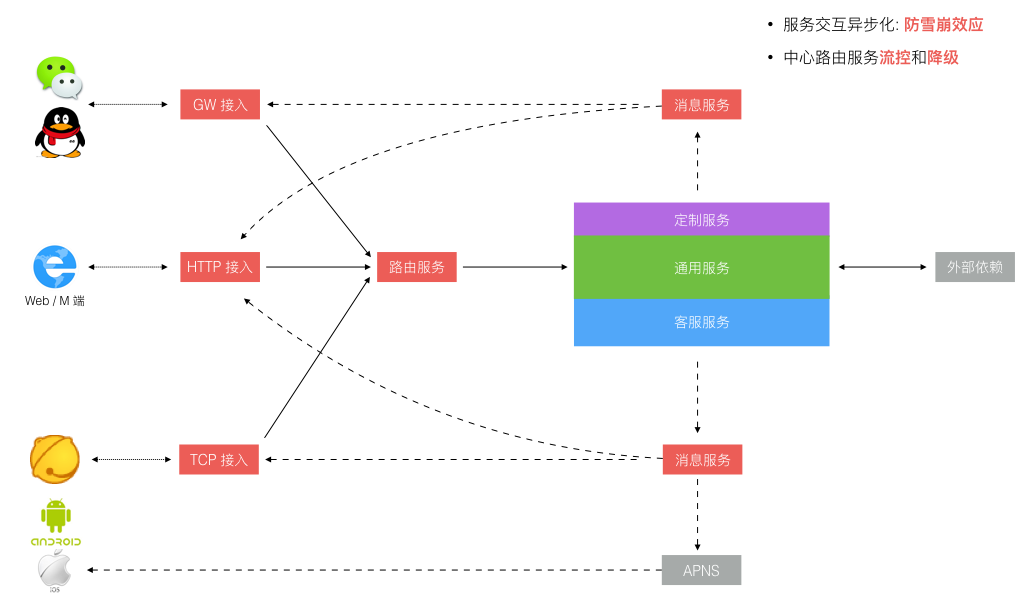 服务交互异步化: 防雪崩效应
中心路由服务流控和降级
GW 接入
消息服务
定制服务
HTTP 接入
路由服务
通用服务
外部依赖
Web / M 端
客服服务
TCP 接入
消息服务
ANDROID
APNS
iOS